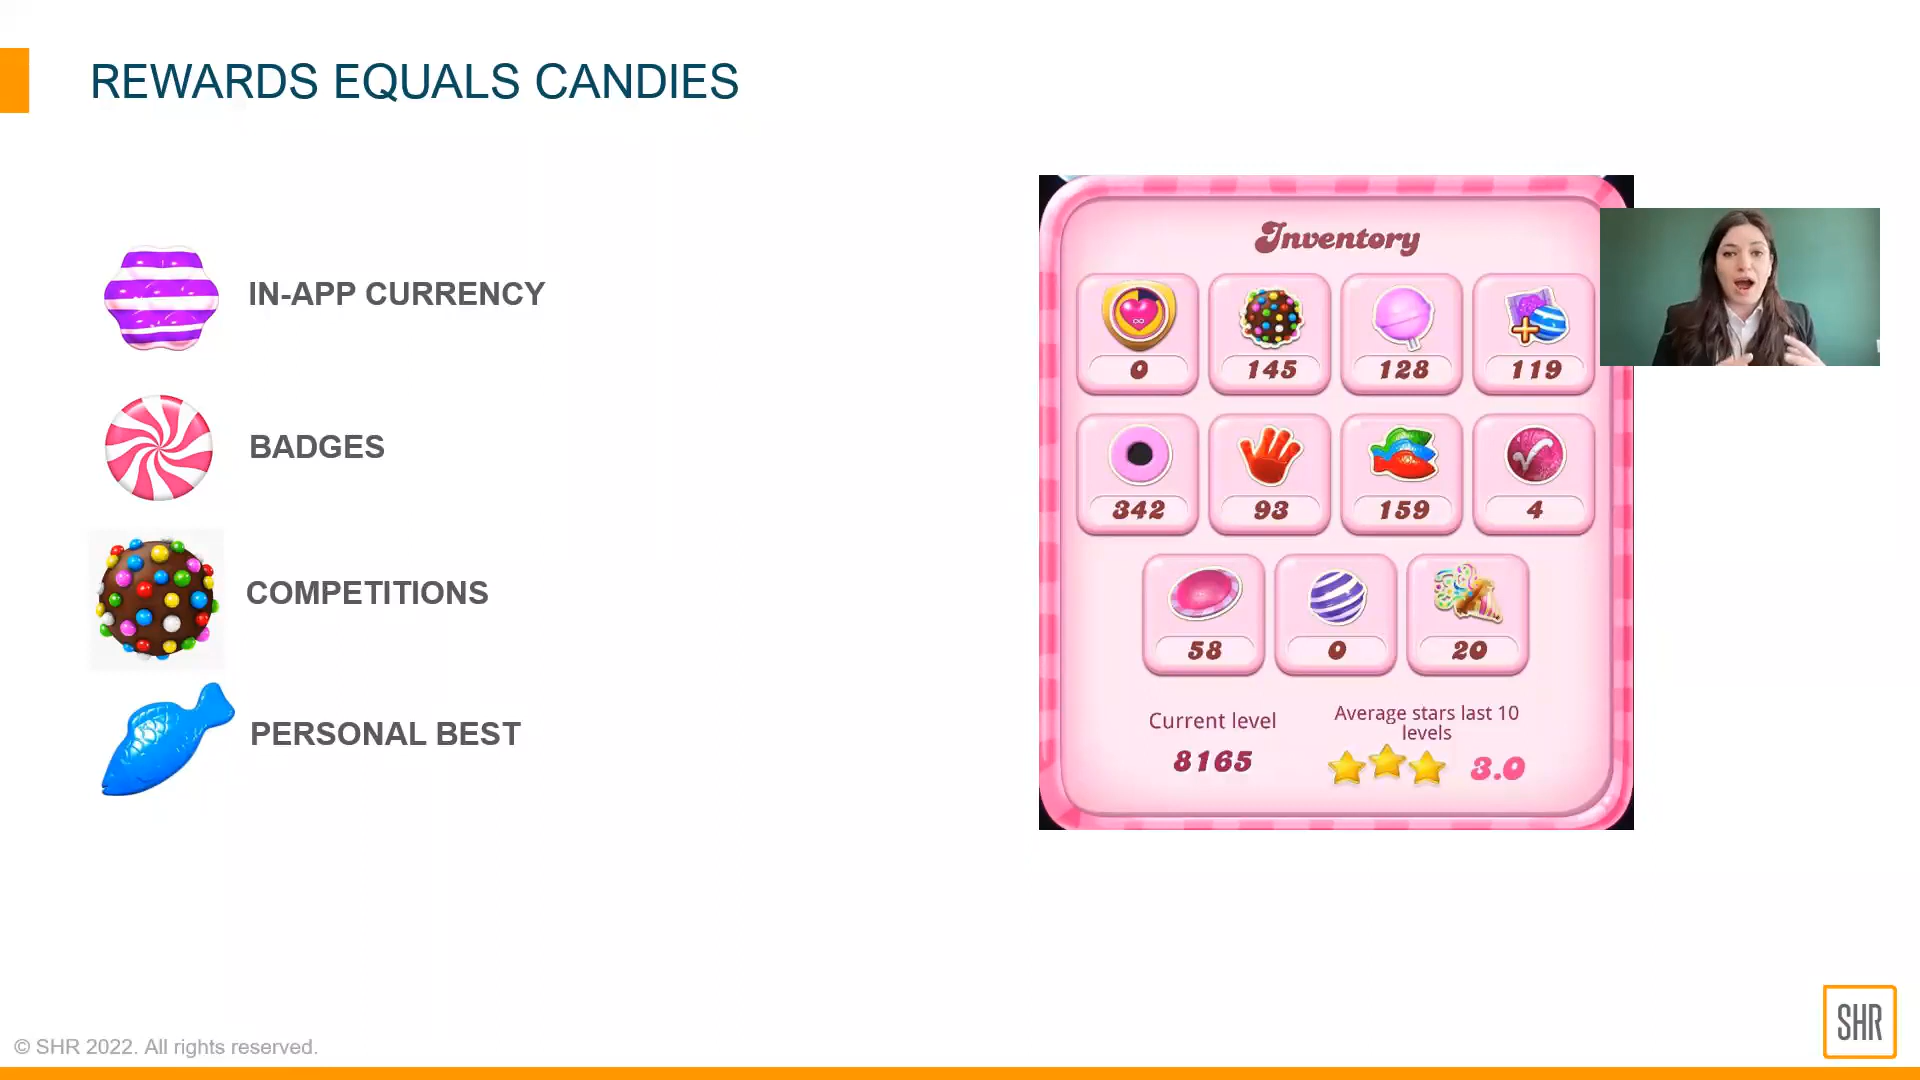 REWARDS EQUALS CANDIES
IN-APP CURRENCY
BADGES
COMPETITIONS
PERSONAL BEST
Inventory
0
145
128
119
342
93
159
4
58
0
20
Current level
8165
Average stars last 10
levels
3.0
SHR
© SHR 2022. All rights reserved.